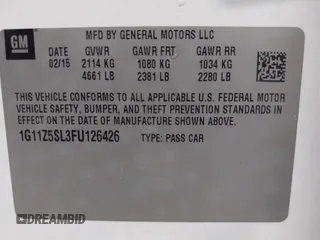 GM
MFD BY GENERAL MOTORS LLC
DATE GVWR GAWR FRT GAWR RR
02/15 2114 KG 1080 KG 1034 KG
4661 LB 2381 LB 2280 LB
THIS VEHICLE CONFORMS TO ALL APPLICABLE U.S. FEDERAL MOTOR
VEHICLE SAFETY, BUMPER, AND THEFT PREVENTION STANDARDS
IN EFFECT ON THE DATE OF MANUFACTURE SHOWN ABOVE.
1G11Z5SL3FU126426 TYPE: PASS CAR
DREAMBID